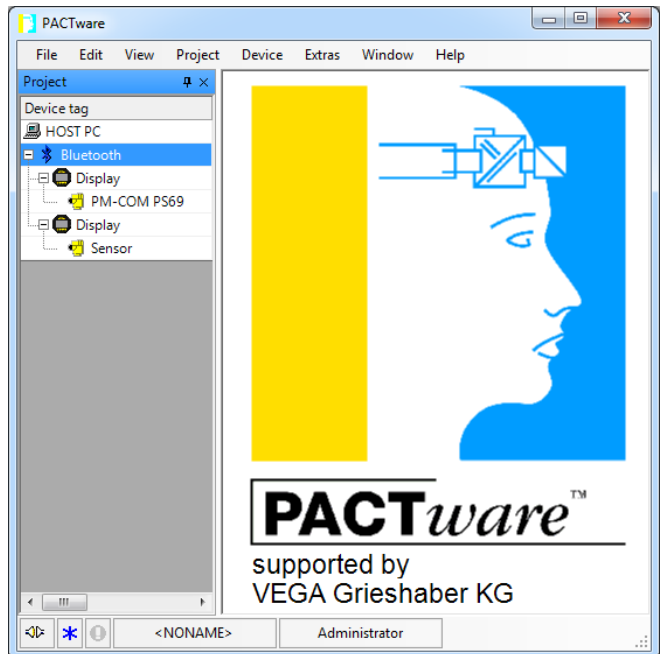 PACTware
File Edit View Project Device Extras Window Help
Project
Device tag
HOST PC
Bluetooth
Display
PM-COM PS69
Display
Sensor
PACTware™
supported by
VEGA Grieshaber KG
<NONAME> Administrator